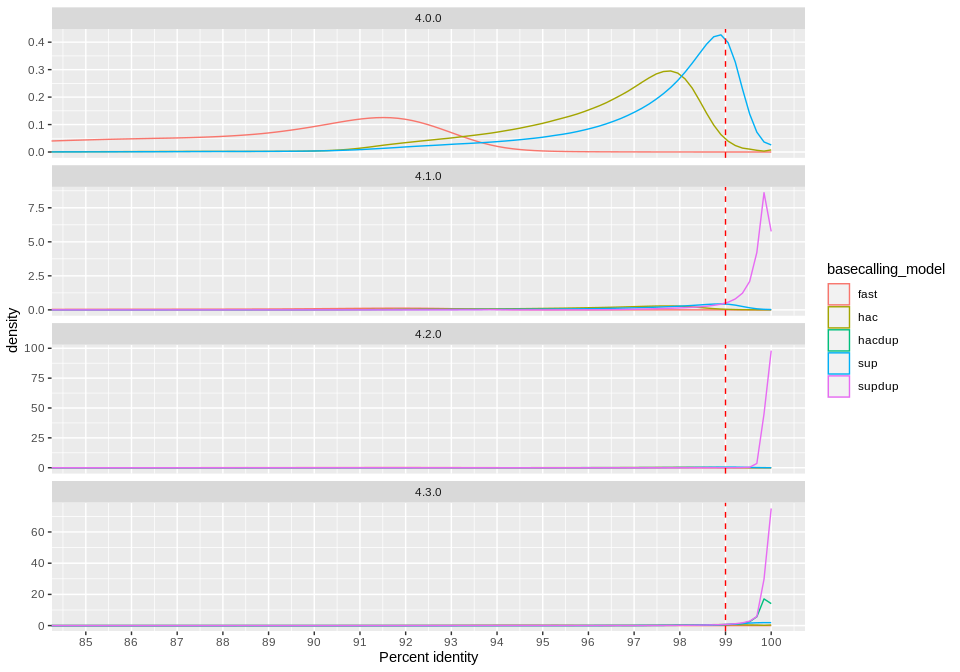 4.0.0
0.4
0.3
0.2
0.1
0.0
4.1.0
7.5
5.0
2.5
0.0
4.2.0
100
75
50
25
0
4.3.0
60
40
20
0
85 86 87 88 89 90 91 92 93 94 95 96 97 98 99 100
Percent identity
density
basecalling_model
fast
hac
hacdup
sup
supdup